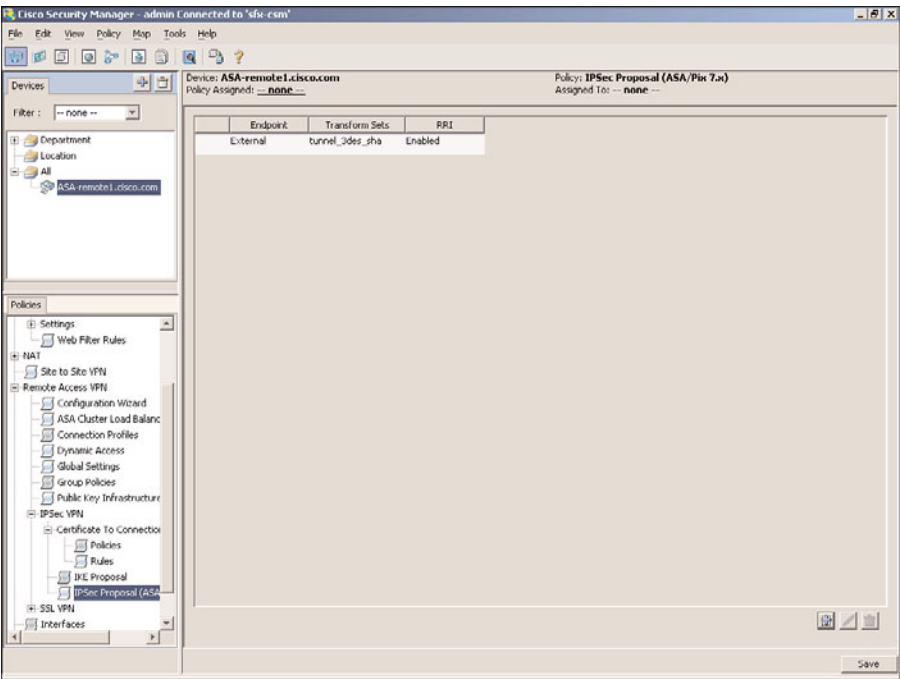 Cisco Security Manager - admin Connected to 'sfx-csm'
File Edit View Policy Map Tools Help
Devices
Filter : -- none --
Department
Location
All
ASA-remote1.cisco.com
Device: ASA-remote1.cisco.com
Policy Assigned: -- none --
Policy: IPSec Proposal (ASA/Pix 7.x)
Assigned To: -- none --
Endpoint Transform Sets RRI
External tunnel_3des_sha Enabled
Policies
Settings
Web Filter Rules
NAT
Site to Site VPN
Remote Access VPN
Configuration Wizard
ASA Cluster Load Balanc
Connection Profiles
Dynamic Access
Global Settings
Group Policies
Public Key Infrastructure
IPSec VPN
Certificate To Connection
Policies
Rules
IKE Proposal
IPSec Proposal (ASA
SSL VPN
Interfaces
Save